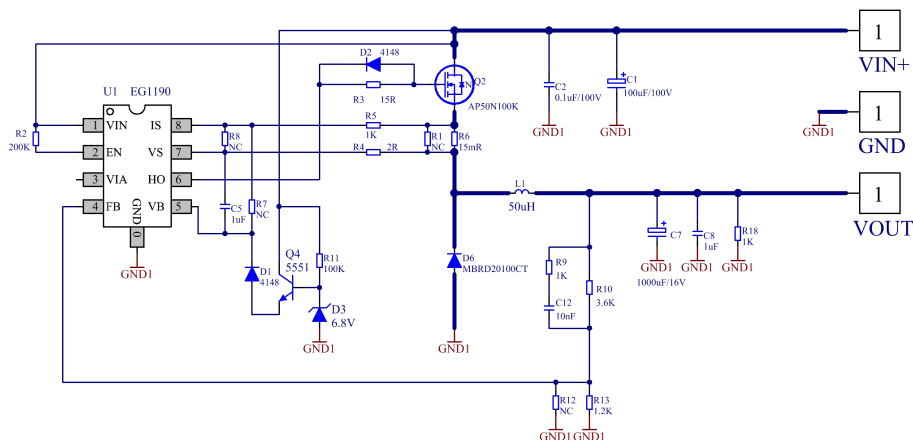 1
VIN+
D2 4148
Q2
R3 15R
AP50N100K
C2
0.1uF/100V
C1
100uF/100V
GND1
GND1
U1 EG1190
R2
200K
1 VIN IS 8
2 EN VS 7
3 VIA HO 6
4 FB VB 5
GND
0
GND1
R5
1K
R8
NC
R1
NC
R6
15mR
R4 2R
GND1
1
GND
C5
1uF
R7
NC
L1
50uH
1
VOUT
Q4
5551
R11
100K
D1
4148
D3
6.8V
GND1
D6
MBRD20100CT
GND1
C7
GND1
1000uF/16V
C8
1uF
GND1
R18
1K
GND1
R9
1K
C12
10nF
R10
3.6K
R12
NC
R13
1.2K
GND1 GND1